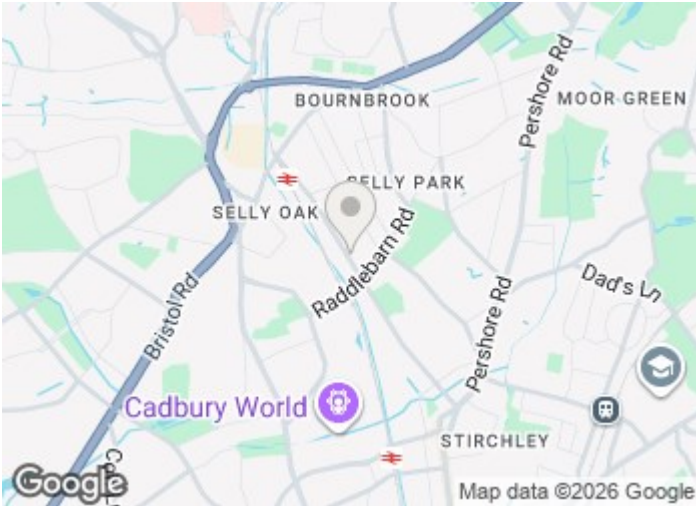 BOURNBROOK
Pershore Rd
MOOR GREEN
SELLY PARK
SELLY OAK
Raddlebarn Rd
Dad's Ln
Bristol Rd
Pershore Rd
Cadbury World
STIRCHLEY
Google
Map data ©2026 Google